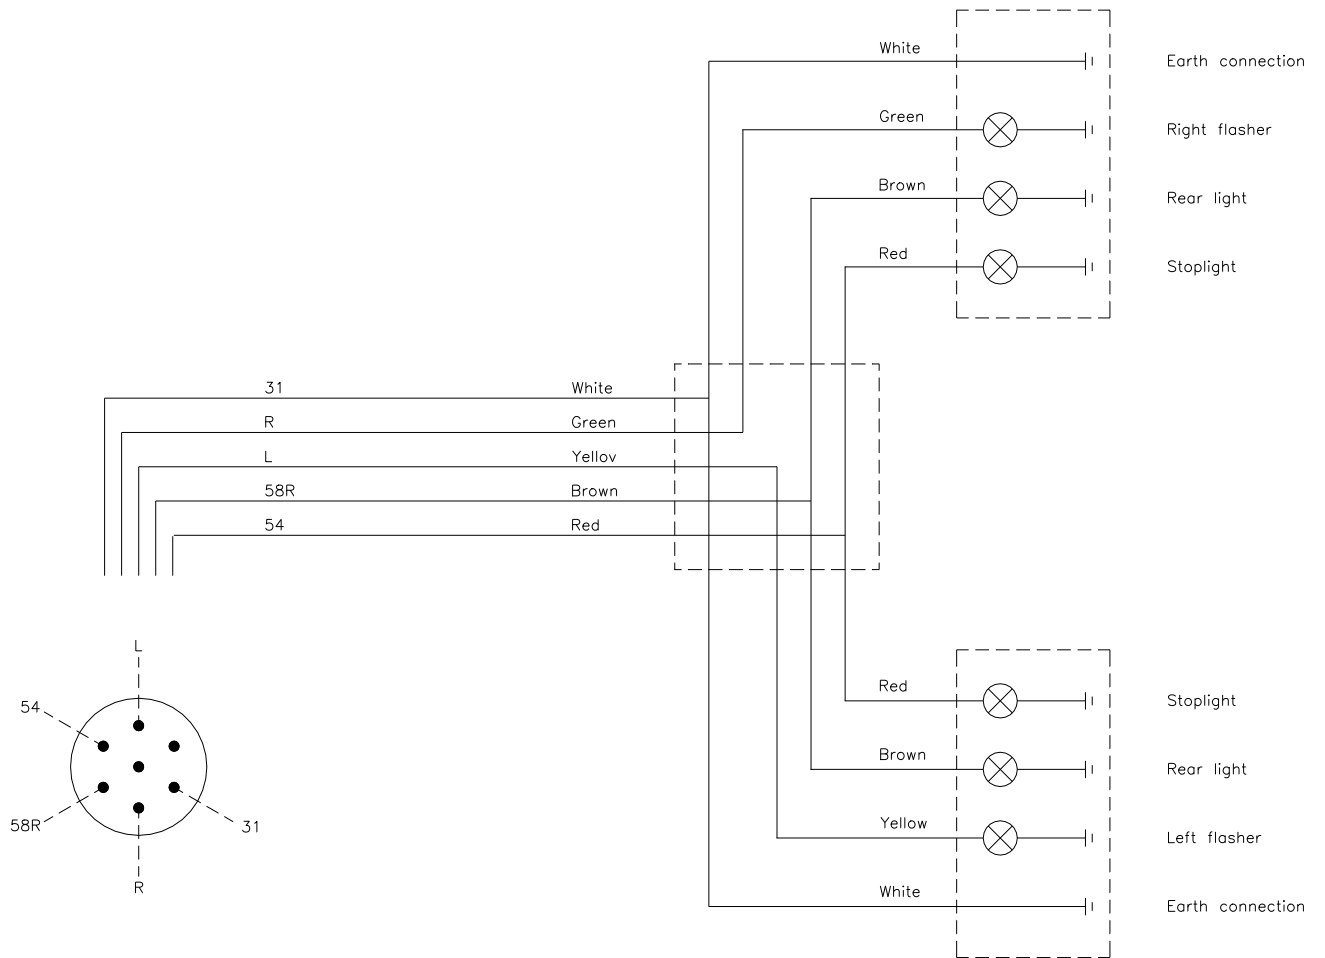 White
Earth connection
Green
Right flasher
Brown
Rear light
Red
Stoplight
31 White
R Green
L Yellov
58R Brown
54 Red
L
54
58R
31
R
Red
Stoplight
Brown
Rear light
Yellow
Left flasher
White
Earth connection